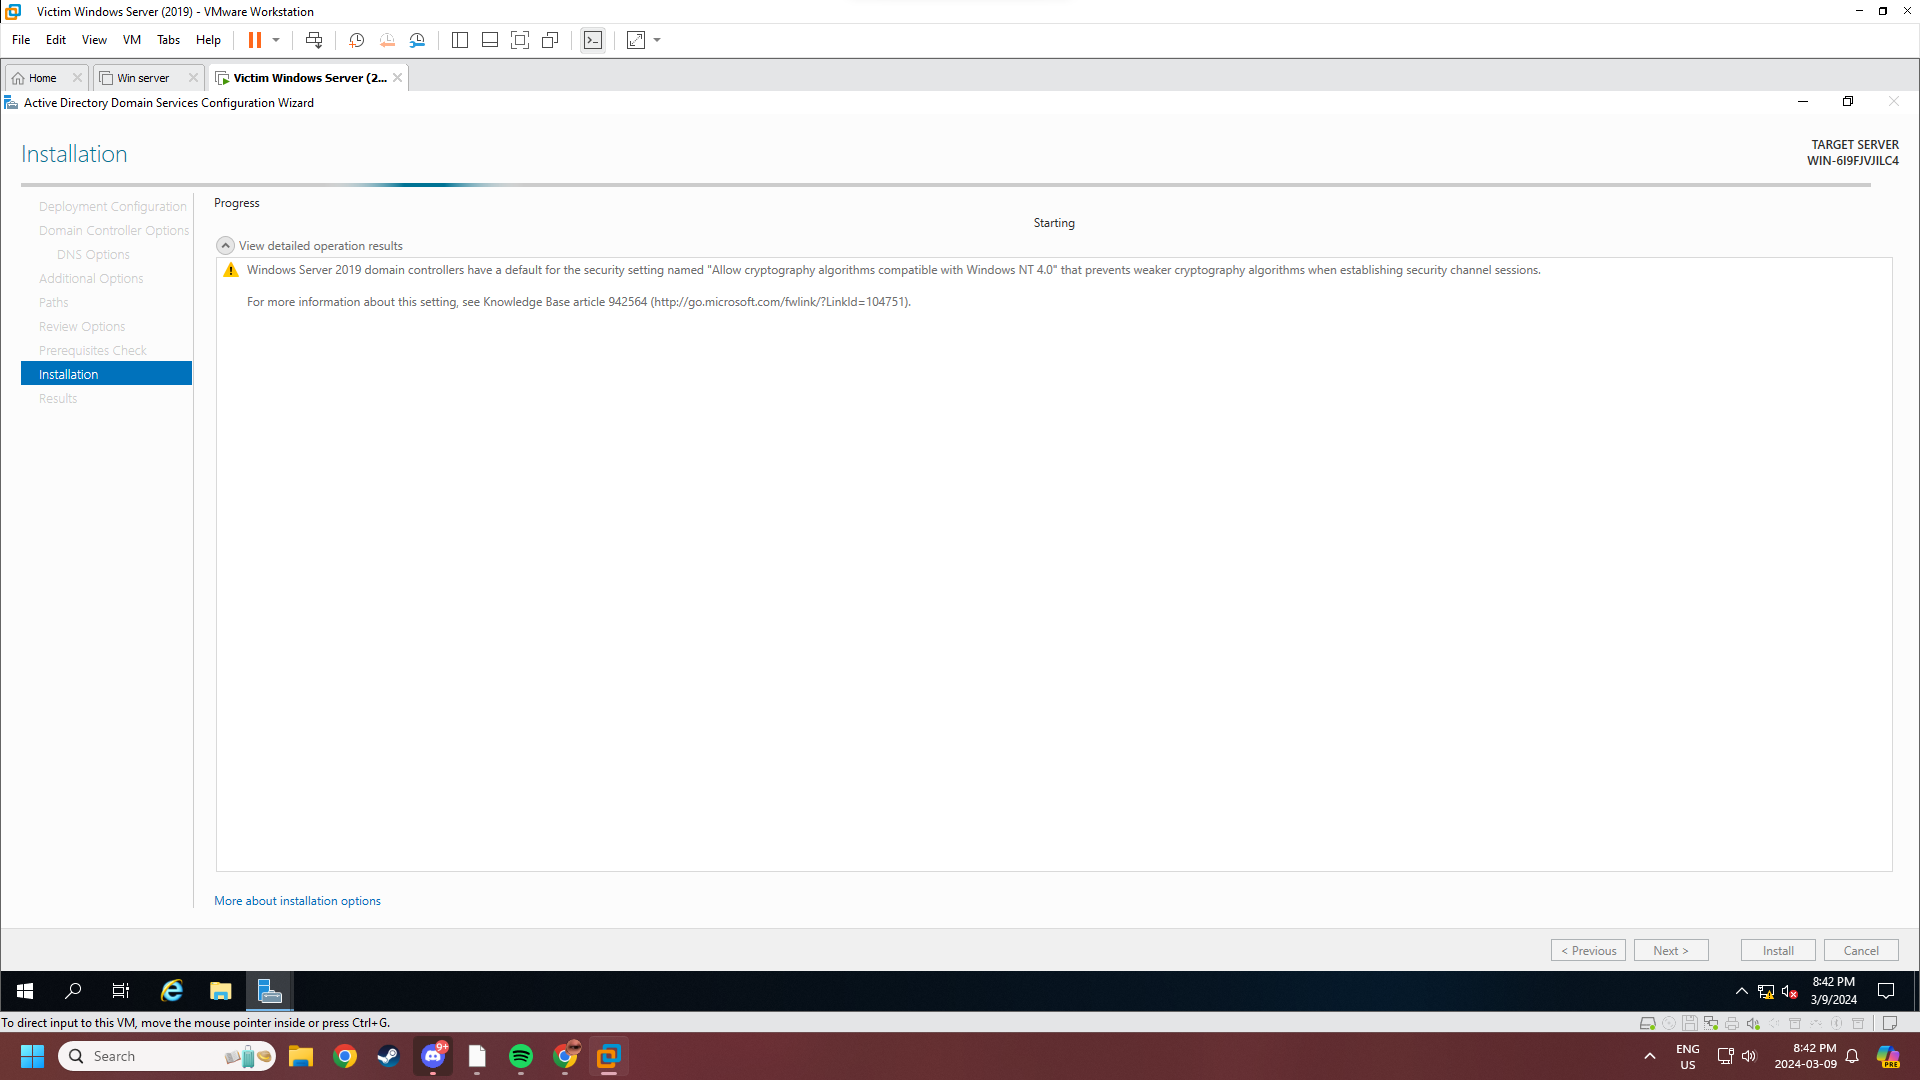 Victim Windows Server (2019) - VMware Workstation
File Edit View VM Tabs Help
Home Win server Victim Windows Server (2...
Active Directory Domain Services Configuration Wizard
Installation
TARGET SERVER
WIN-6I9FJVJILC4
Deployment Configuration
Domain Controller Options
DNS Options
Additional Options
Paths
Review Options
Prerequisites Check
Installation
Results
Progress
Starting
View detailed operation results
Windows Server 2019 domain controllers have a default for the security setting named "Allow cryptography algorithms compatible with Windows NT 4.0" that prevents weaker cryptography algorithms when establishing security channel sessions.
For more information about this setting, see Knowledge Base article 942564 (http://go.microsoft.com/fwlink/?LinkId=104751).
More about installation options
< Previous Next > Install Cancel
8:42 PM
3/9/2024
To direct input to this VM, move the mouse pointer inside or press Ctrl+G.
Search
9+
ENG
US
8:42 PM
2024-03-09
PRE